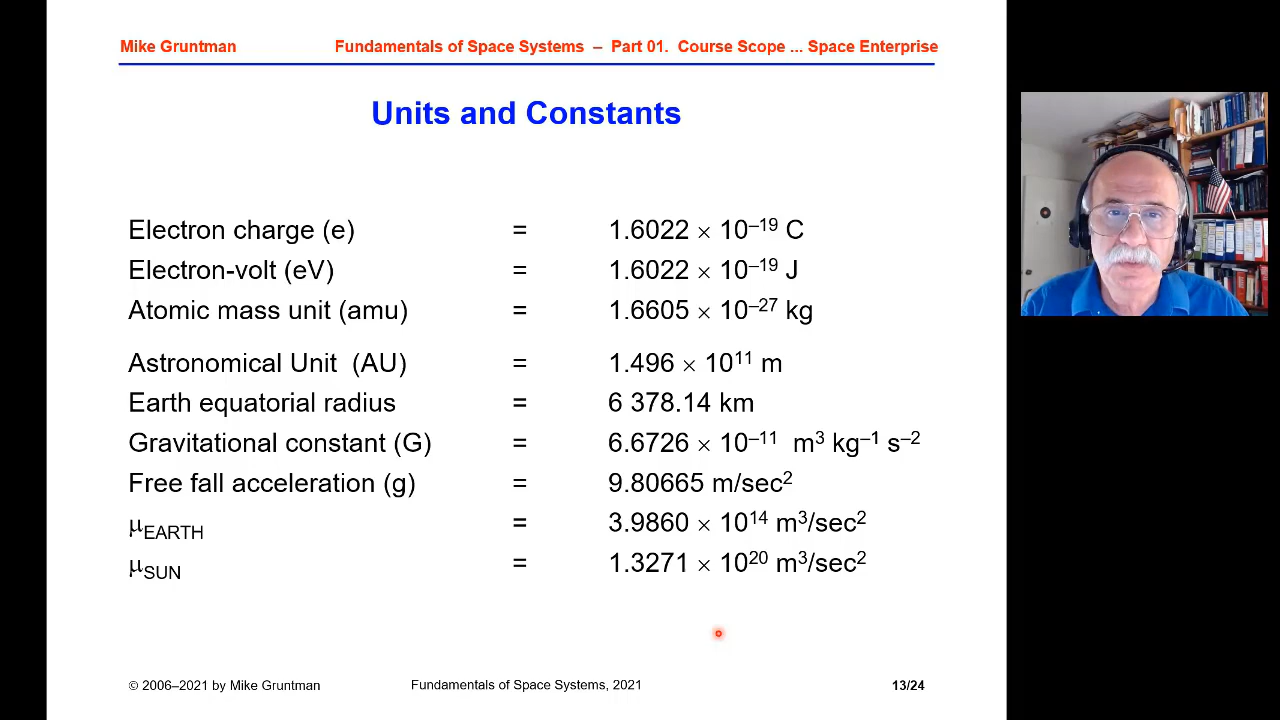 Mike Gruntman Fundamentals of Space Systems – Part 01. Course Scope ... Space Enterprise
Units and Constants
Electron charge (e) = 1.6022 × 10⁻¹⁹ C
Electron-volt (eV) = 1.6022 × 10⁻¹⁹ J
Atomic mass unit (amu) = 1.6605 × 10⁻²⁷ kg
Astronomical Unit (AU) = 1.496 × 10¹¹ m
Earth equatorial radius = 6 378.14 km
Gravitational constant (G) = 6.6726 × 10⁻¹¹ m³ kg⁻¹ s⁻²
Free fall acceleration (g) = 9.80665 m/sec²
μEARTH = 3.9860 × 10¹⁴ m³/sec²
μSUN = 1.3271 × 10²⁰ m³/sec²
© 2006–2021 by Mike Gruntman Fundamentals of Space Systems, 2021 13/24